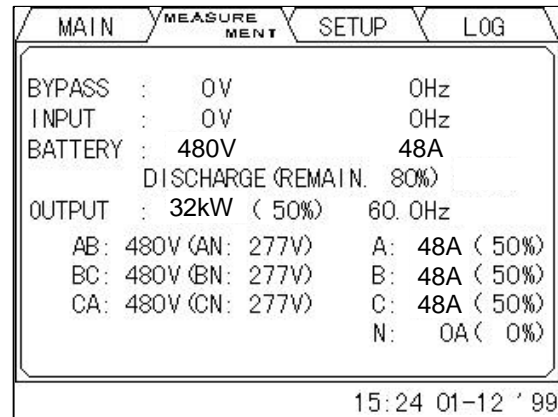 MAIN MEASURE MENT SETUP LOG
BYPASS : 0V 0Hz
INPUT : 0V 0Hz
BATTERY : 480V 48A
DISCHARGE(REMAIN. 80%)
OUTPUT : 32kW ( 50%) 60.0Hz
AB: 480V(AN: 277V) A: 48A ( 50%)
BC: 480V(BN: 277V) B: 48A ( 50%)
CA: 480V(CN: 277V) C: 48A ( 50%)
N: 0A( 0%)
15:24 01-12 '99